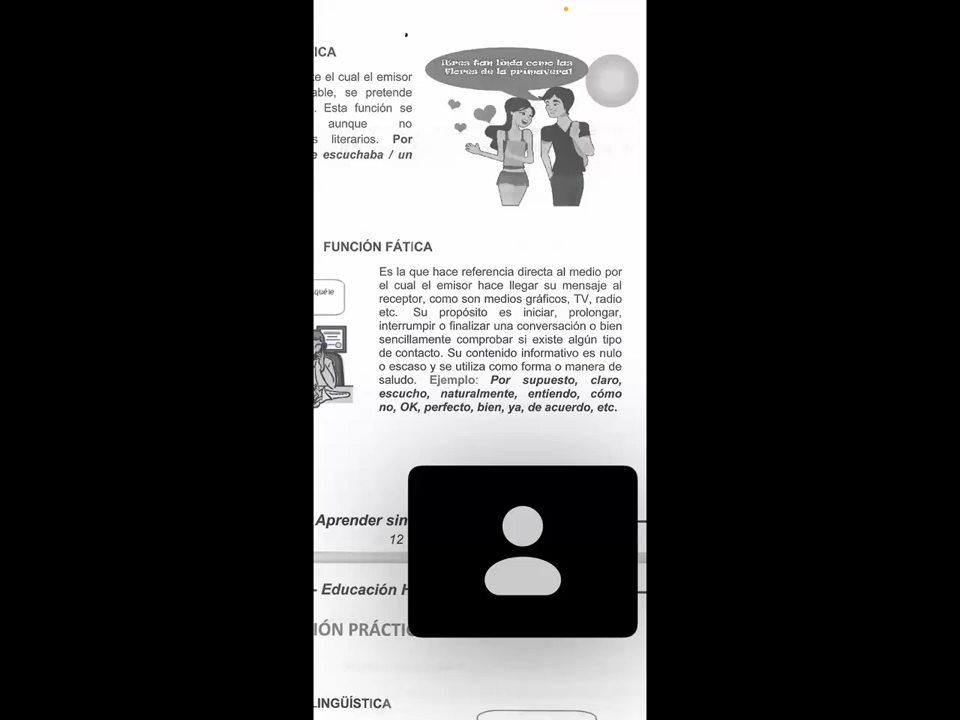 ICA
el cual el emisor
able, se pretende
. Esta función se
aunque no
s literarios. Por
e escuchaba / un
¡Eres tan linda como las
flores de la primavera!
FUNCIÓN FÁTICA
quéle
Es la que hace referencia directa al medio por
el cual el emisor hace llegar su mensaje al
receptor, como son medios gráficos, TV, radio
etc. Su propósito es iniciar, prolongar,
interrumpir o finalizar una conversación o bien
sencillamente comprobar si existe algún tipo
de contacto. Su contenido informativo es nulo
o escaso y se utiliza como forma o manera de
saludo. Ejemplo: Por supuesto, claro,
escucho, naturalmente, entiendo, cómo
no, OK, perfecto, bien, ya, de acuerdo, etc.
Aprender sin
12
- Educación H
IÓN PRÁCTIC
LINGÜÍSTICA